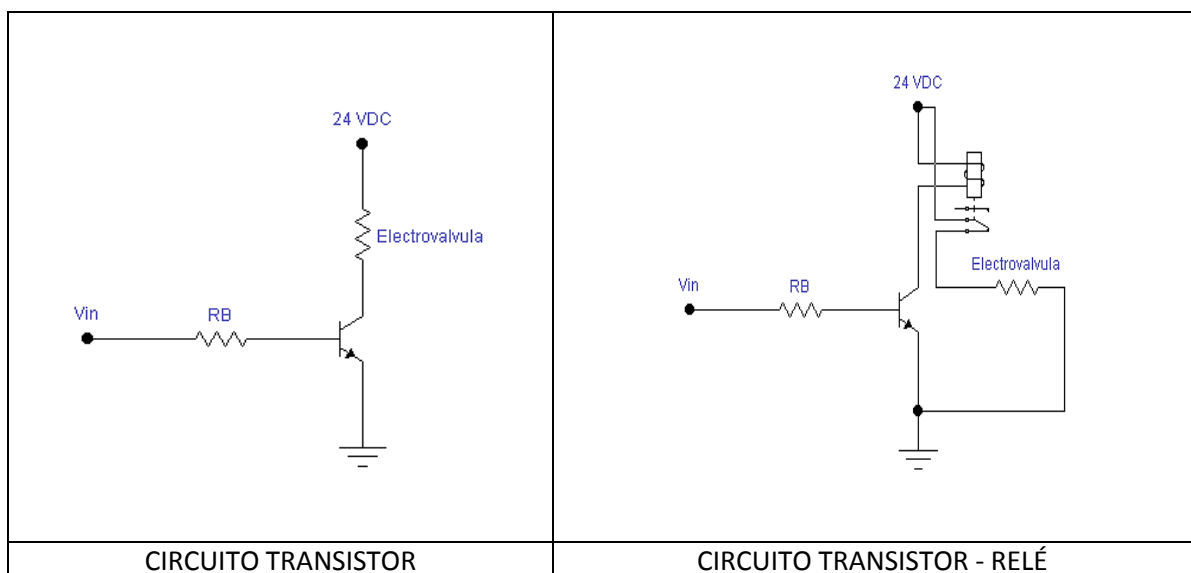 24 VDC
Electrovalvula
Vin
RB
CIRCUITO TRANSISTOR
24 VDC
Electrovalvula
Vin
RB
CIRCUITO TRANSISTOR - RELÉ